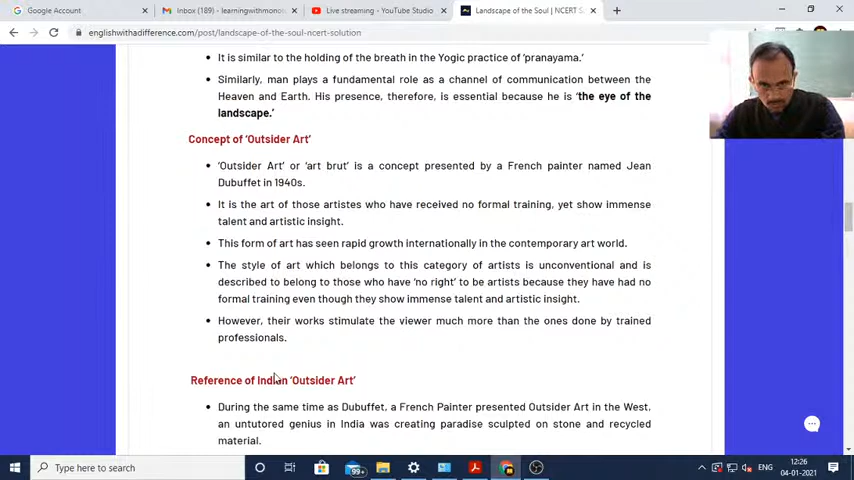 Google Account
Inbox (189) - learningwithmonot
Live streaming - YouTube Studio
Landscape of the Soul | NCERT S
englishwithdifference.com/post/landscape-of-the-soul-ncert-solution
• It is similar to the holding of the breath in the Yogic practice of 'pranayama.'
• Similarly, man plays a fundamental role as a channel of communication between the
Heaven and Earth. His presence, therefore, is essential because he is 'the eye of the
landscape.'
Concept of 'Outsider Art'
• 'Outsider Art' or 'art brut' is a concept presented by a French painter named Jean
Dubuffet in 1940s.
• It is the art of those artistes who have received no formal training, yet show immense
talent and artistic insight.
• This form of art has seen rapid growth internationally in the contemporary art world.
• The style of art which belongs to this category of artists is unconventional and is
described to belong to those who have 'no right' to be artists because they have had no
formal training even though they show immense talent and artistic insight.
• However, their works stimulate the viewer much more than the ones done by trained
professionals.
Reference of Indian 'Outsider Art'
• During the same time as Dubuffet, a French Painter presented Outsider Art in the West,
an untutored genius in India was creating paradise sculpted on stone and recycled
material.
Type here to search
99+
ENG
12:26
04-01-2021